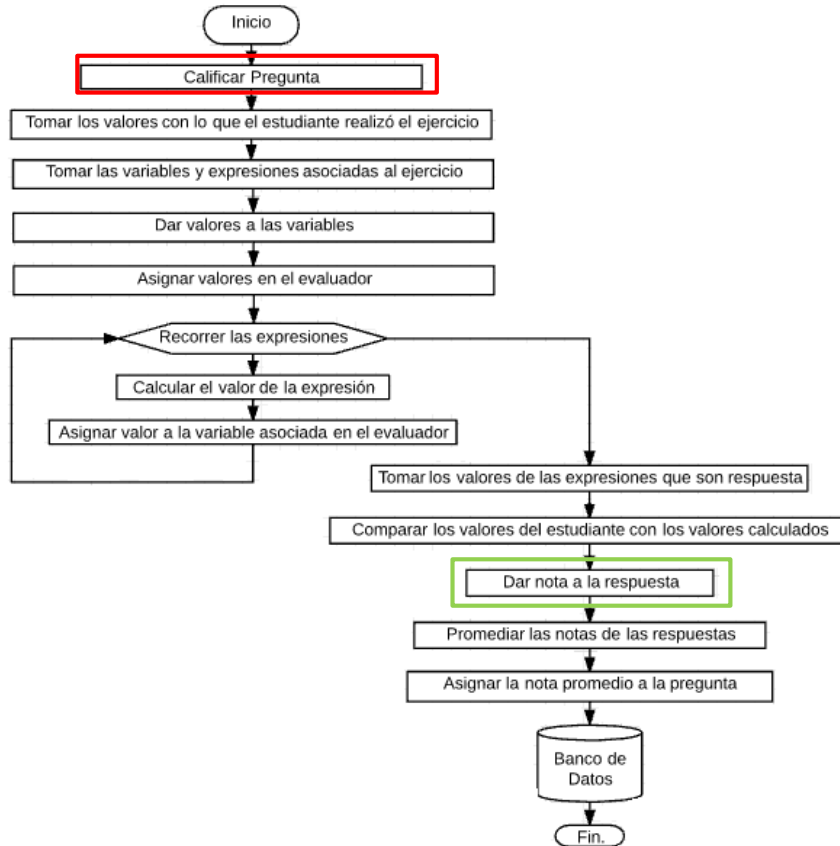 Inicio
Calificar Pregunta
Tomar los valores con lo que el estudiante realizó el ejercicio
Tomar las variables y expresiones asociadas al ejercicio
Dar valores a las variables
Asignar valores en el evaluador
Recorrer las expresiones
Calcular el valor de la expresión
Asignar valor a la variable asociada en el evaluador
Tomar los valores de las expresiones que son respuesta
Comparar los valores del estudiante con los valores calculados
Dar nota a la respuesta
Promediar las notas de las respuestas
Asignar la nota promedio a la pregunta
Banco de
Datos
Fin.